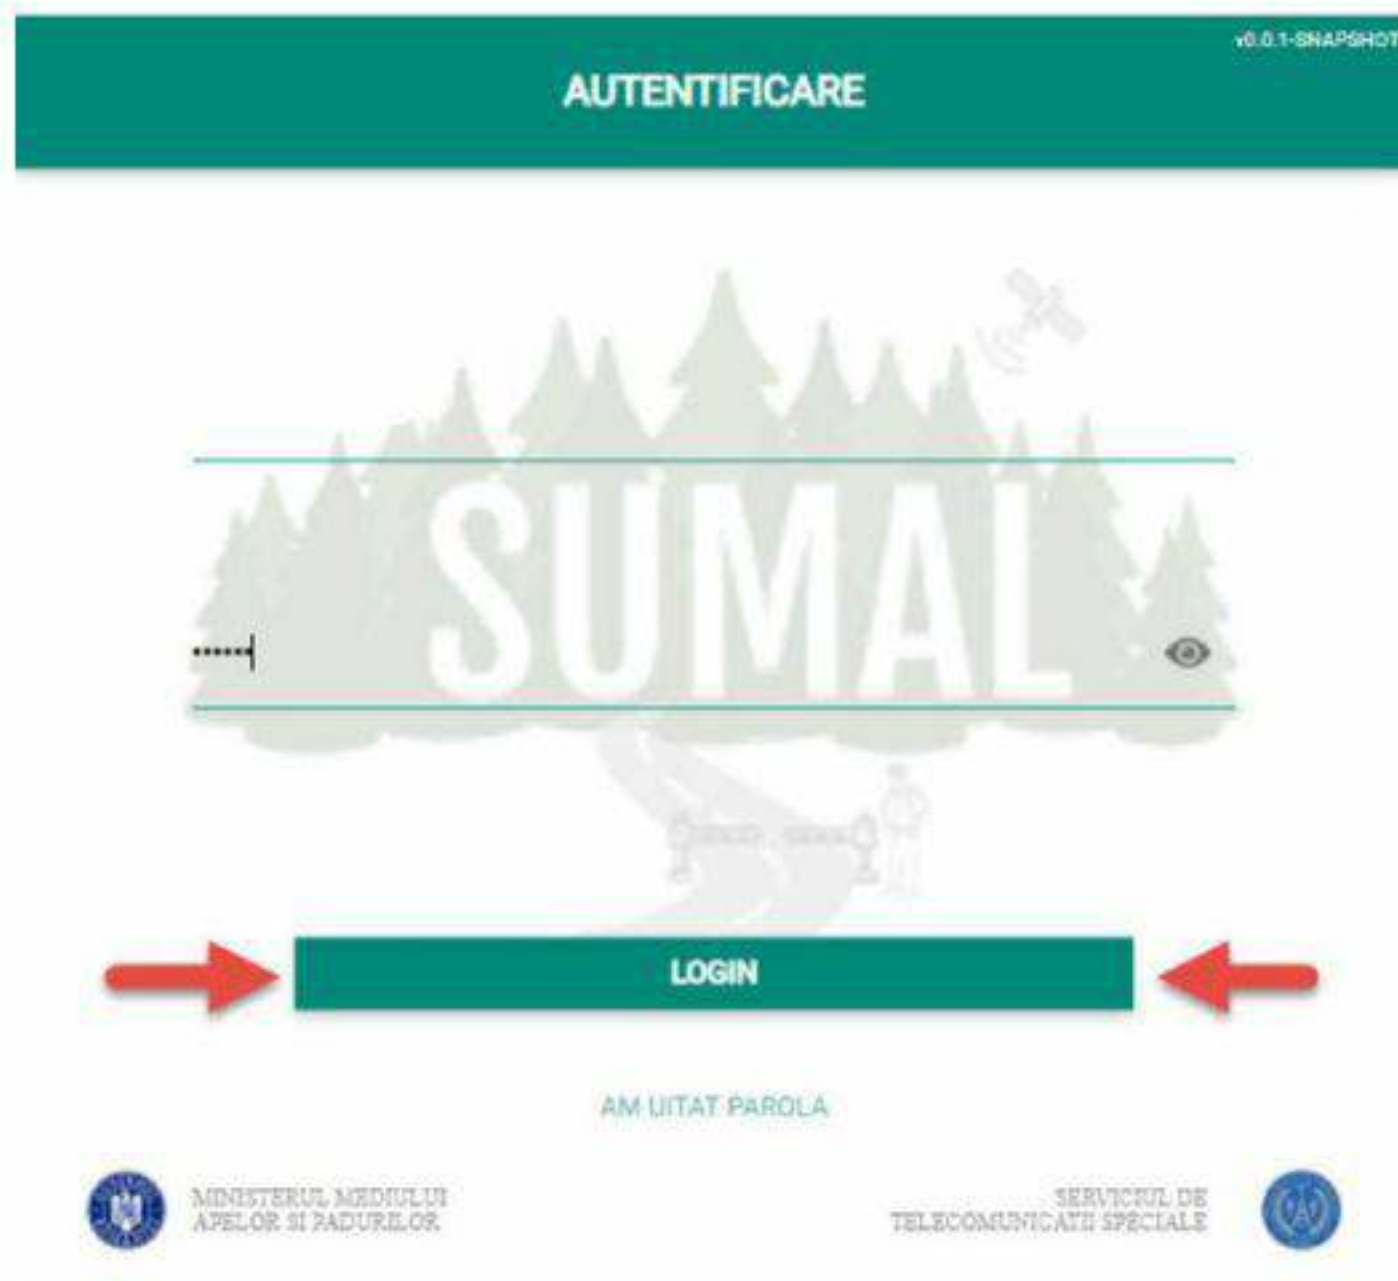 v0.0.1-SNAPSHOT
AUTENTIFICARE
SUMAL
LOGIN
AM UITAT PAROLA
MINISTERUL MEDIULUI
APELOR SI PADURILOR
SERVICIUL DE
TELECOMUNICATII SPECIALE